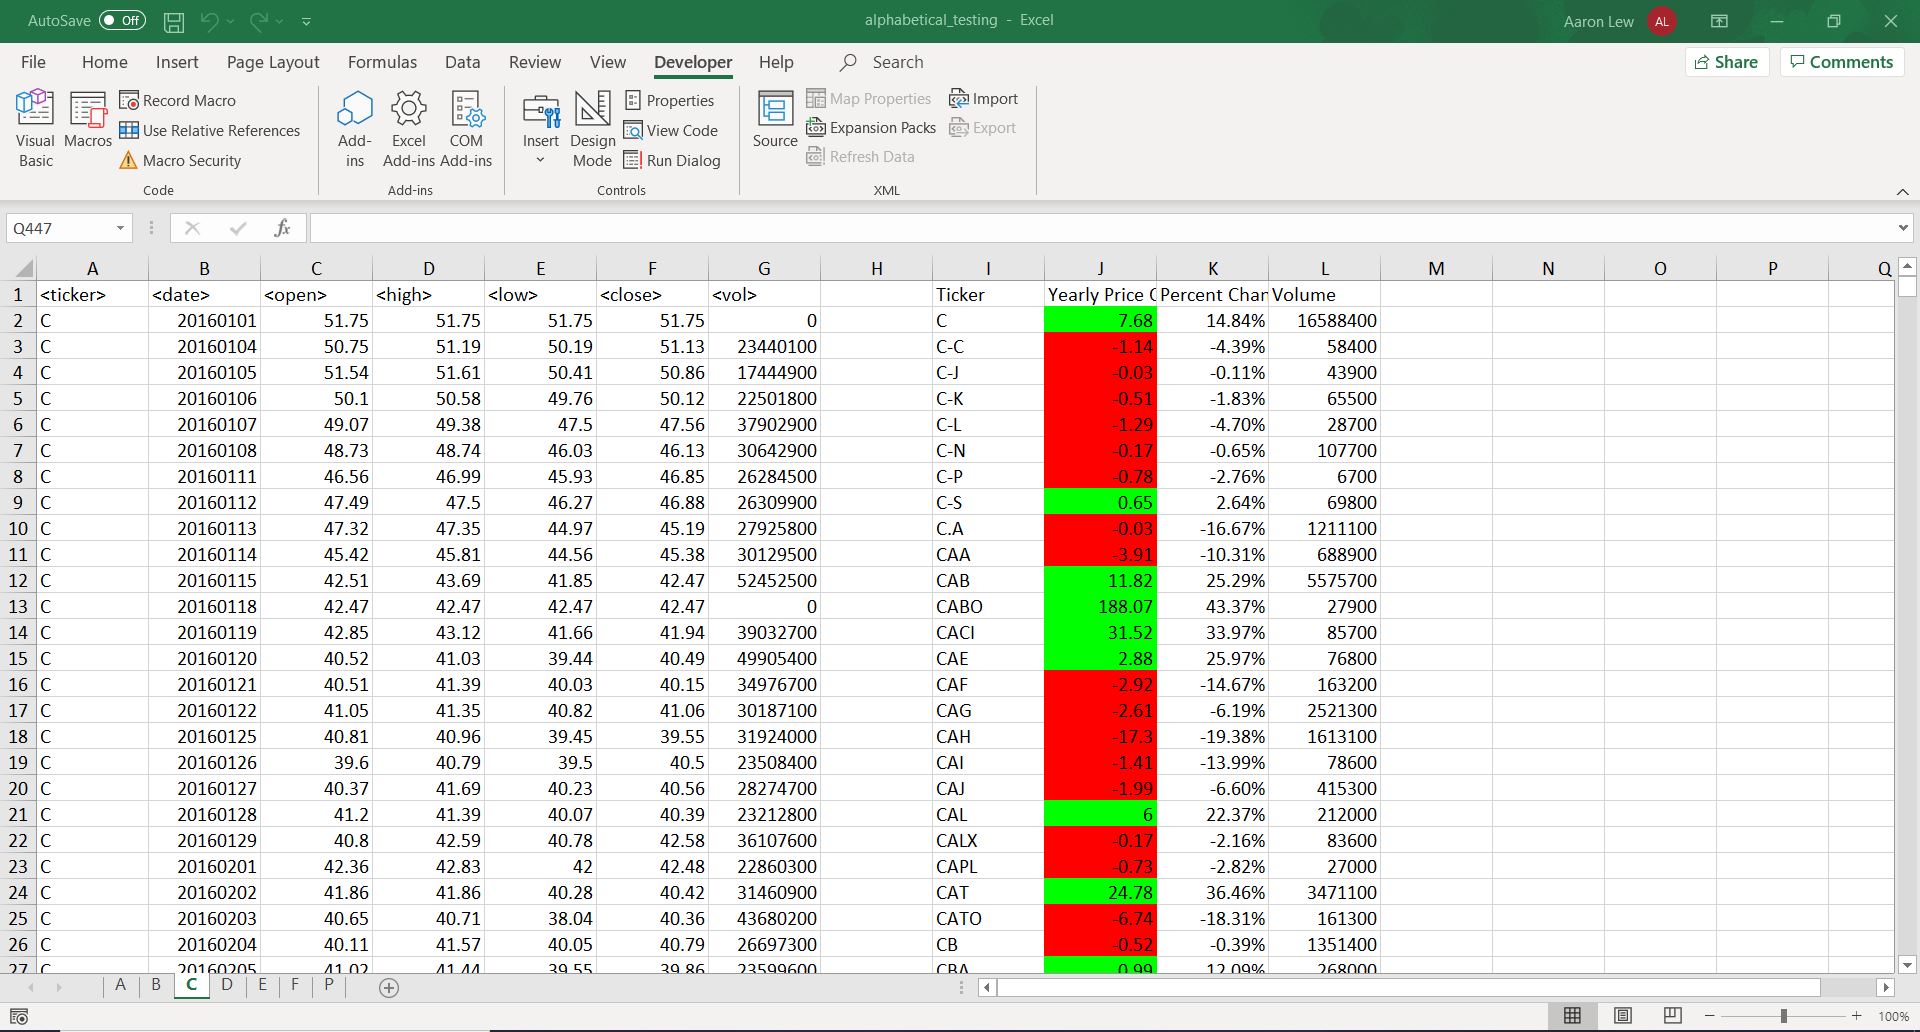 AutoSave Off alphabetical_testing - Excel Aaron Lew AL
File Home Insert Page Layout Formulas Data Review View Developer Help Search Share Comments
Visual Basic
Macros
Record Macro
Use Relative References
Macro Security
Code
Add-ins
Excel Add-ins
COM Add-ins
Add-ins
Insert
Design Mode
Properties
View Code
Run Dialog
Controls
Source
Map Properties
Expansion Packs
Refresh Data
Import
Export
XML
Q447 fx
A B C D E F G H I J K L M N O P Q
1 <ticker> <date> <open> <high> <low> <close> <vol> Ticker Yearly Price C Percent Chan Volume
2 C 20160101 51.75 51.75 51.75 51.75 0 C 7.68 14.84% 16588400
3 C 20160104 50.75 51.19 50.19 51.13 23440100 C-C -1.14 -4.39% 58400
4 C 20160105 51.54 51.61 50.41 50.86 17444900 C-J -0.03 -0.11% 43900
5 C 20160106 50.1 50.58 49.76 50.12 22501800 C-K -0.51 -1.83% 65500
6 C 20160107 49.07 49.38 47.5 47.56 37902900 C-L -1.29 -4.70% 28700
7 C 20160108 48.73 48.74 46.03 46.13 30642900 C-N -0.17 -0.65% 107700
8 C 20160111 46.56 46.99 45.93 46.85 26284500 C-P -0.78 -2.76% 6700
9 C 20160112 47.49 47.5 46.27 46.88 26309900 C-S 0.65 2.64% 69800
10 C 20160113 47.32 47.35 44.97 45.19 27925800 C.A -0.03 -16.67% 1211100
11 C 20160114 45.42 45.81 44.56 45.38 30129500 CAA -3.91 -10.31% 688900
12 C 20160115 42.51 43.69 41.85 42.47 52452500 CAB 11.82 25.29% 5575700
13 C 20160118 42.47 42.47 42.47 42.47 0 CABO 188.07 43.37% 27900
14 C 20160119 42.85 43.12 41.66 41.94 39032700 CACI 31.52 33.97% 85700
15 C 20160120 40.52 41.03 39.44 40.49 49905400 CAE 2.88 25.97% 76800
16 C 20160121 40.51 41.39 40.03 40.15 34976700 CAF -2.92 -14.67% 163200
17 C 20160122 41.05 41.35 40.82 41.06 30187100 CAG -2.61 -6.19% 2521300
18 C 20160125 40.81 40.96 39.45 39.55 31924000 CAH -17.3 -19.38% 1613100
19 C 20160126 39.6 40.79 39.5 40.5 23508400 CAI -1.41 -13.99% 78600
20 C 20160127 40.37 41.69 40.23 40.56 28274700 CAJ -1.99 -6.60% 415300
21 C 20160128 41.2 41.39 40.07 40.39 23212800 CAL 6 22.37% 212000
22 C 20160129 40.8 42.59 40.78 42.58 36107600 CALX -0.17 -2.16% 83600
23 C 20160201 42.36 42.83 42 42.48 22860300 CAPL -0.73 -2.82% 27000
24 C 20160202 41.86 41.86 40.28 40.42 31460900 CAT 24.78 36.46% 3471100
25 C 20160203 40.65 40.71 38.04 40.36 43680200 CATO -6.74 -18.31% 161300
26 C 20160204 40.11 41.57 40.05 40.79 26697300 CB -0.52 -0.39% 1351400
27 C 20160205 41.02 41.44 39.55 39.86 23599600 CBA 0.99 12.09% 268000
A B C D E F P
100%